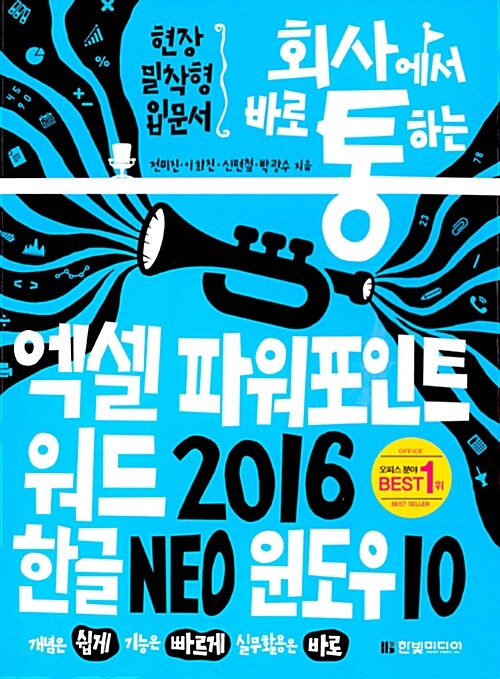 현장
밀착형
입문서
회사에서
바로 통하는
전미진·이화진·신면철·박광수 지음
엑셀 파워포인트
워드 2016
한글 NEO 윈도우 10
OFFICE
오피스 분야
BEST 1위
BEST SELLER
개념은 쉽게 기능은 빠르게 실무활용은 바로
한빛미디어